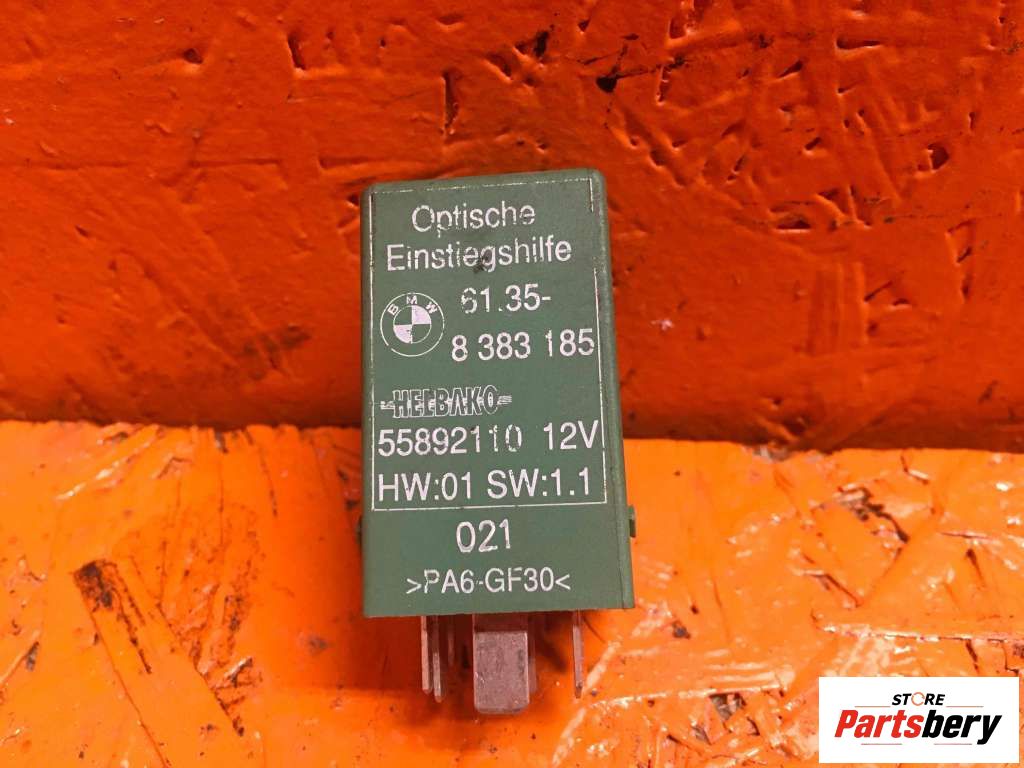 Optische
Einstiegshilfe
BMW
61.35-
8 383 185
HELBAKO
55892110 12V
HW:01 SW:1.1
021
>PA6-GF30<
STORE
Partsbery